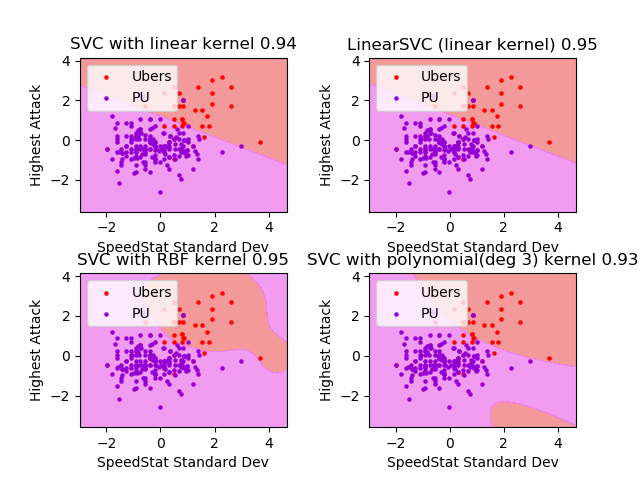 SVC with linear kernel 0.94
LinearSVC (linear kernel) 0.95
4
2
0
−2
Highest Attack
Ubers
PU
−2 0 2 4
SpeedStat Standard Dev
4
2
0
−2
Highest Attack
Ubers
PU
−2 0 2 4
SpeedStat Standard Dev
SVC with RBF kernel 0.95
SVC with polynomial(deg 3) kernel 0.93
4
2
0
−2
Highest Attack
Ubers
PU
−2 0 2 4
SpeedStat Standard Dev
4
2
0
−2
Highest Attack
Ubers
PU
−2 0 2 4
SpeedStat Standard Dev